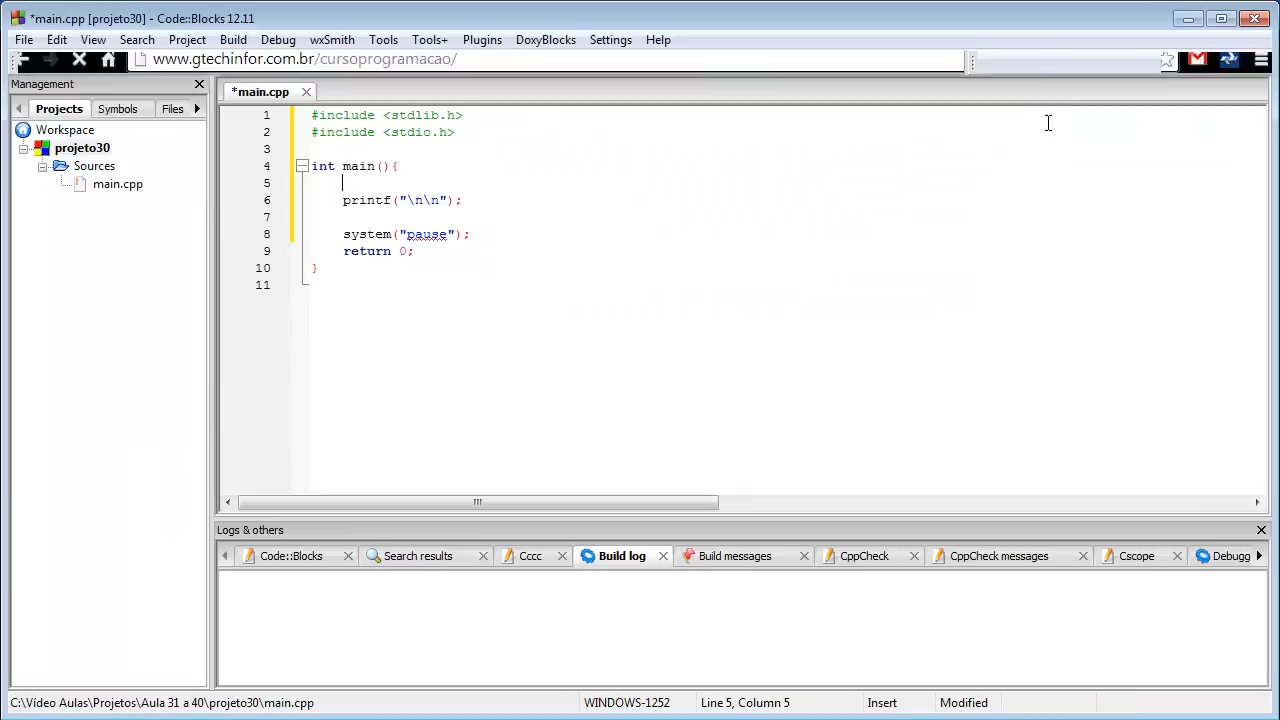 *main.cpp [projeto30] - Code::Blocks 12.11
File Edit View Search Project Build Debug wxSmith Tools Tools+ Plugins DoxyBlocks Settings Help
www.gtechinfor.com.br/cursoprogramacao/
Management
*main.cpp
Projects Symbols Files
Workspace
projeto30
Sources
main.cpp
1 #include <stdlib.h>
2 #include <stdio.h>
3
4 int main(){
5
6 printf("\n\n");
7
8 system("pause");
9 return 0;
10 }
11
Logs & others
Code::Blocks Search results Cccc Build log Build messages CppCheck CppCheck messages Cscope Debugg
C:\Vídeo Aulas\Projetos\Aula 31 a 40\projeto30\main.cpp WINDOWS-1252 Line 5, Column 5 Insert Modified